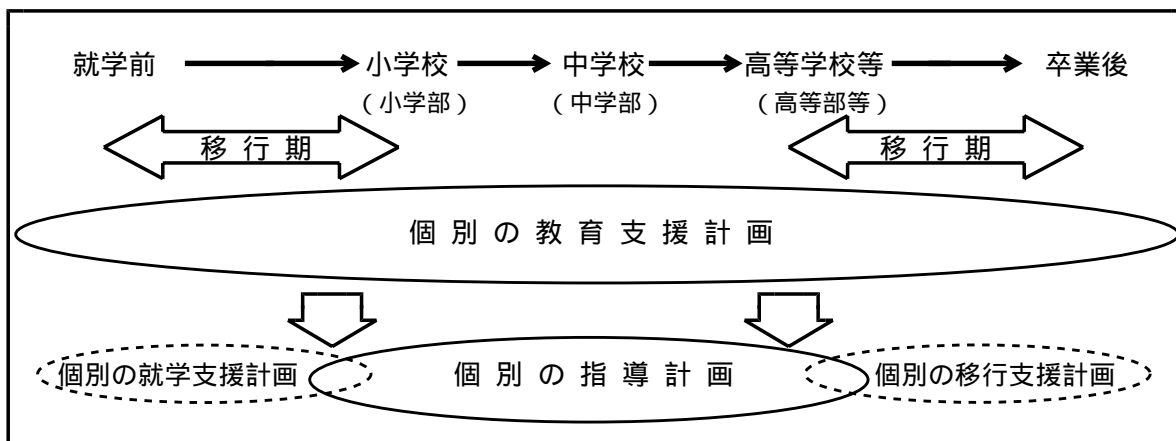 就学前 小学校 中学校 高等学校等 卒業後
（小学部） （中学部） （高等部等）
移行期 移行期
個別の教育支援計画
個別の就学支援計画 個別の指導計画 個別の移行支援計画